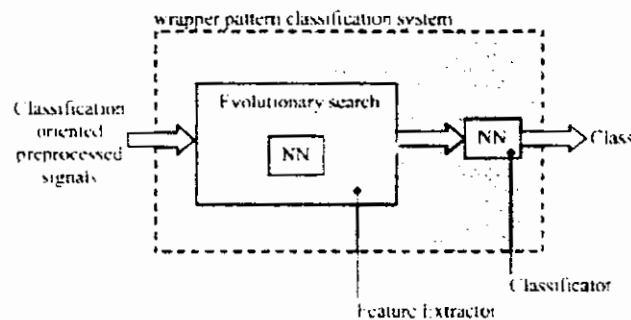 wrapper pattern classification system
Evolutionary search
NN
Classification
oriented
preprocessed
signals
NN
Class
Classificator
Feature Extractor